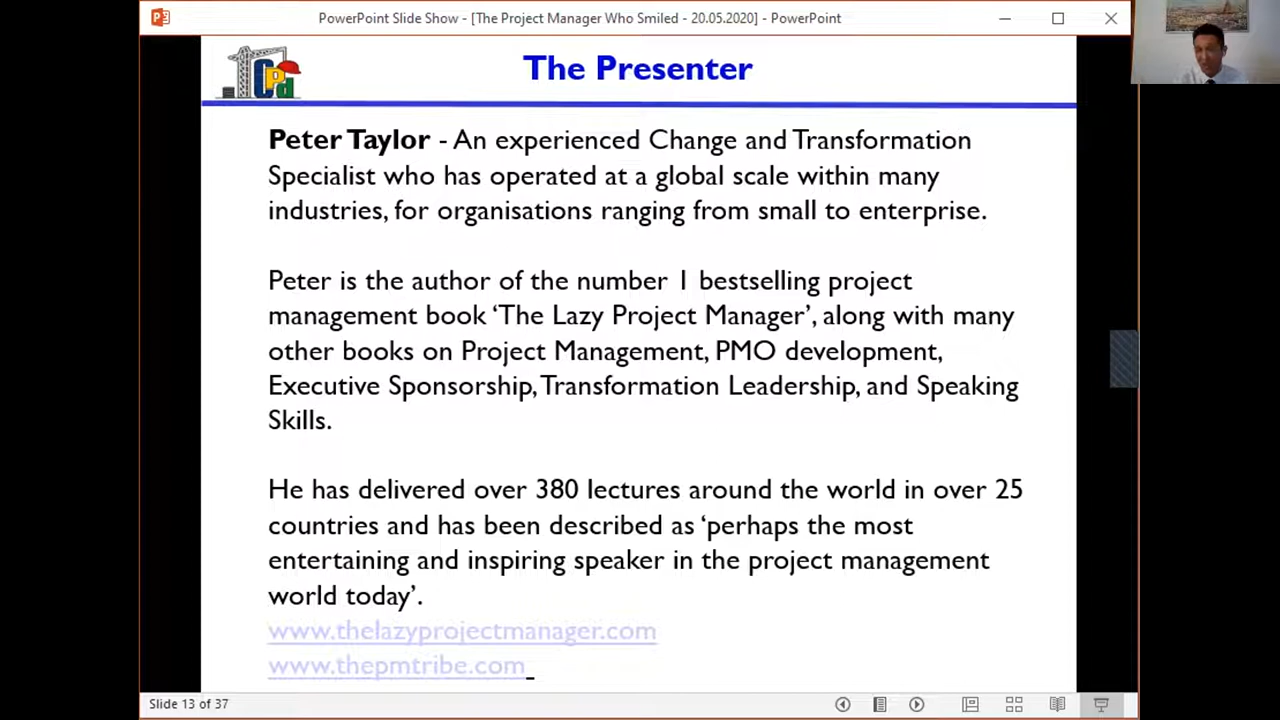 PowerPoint Slide Show - [The Project Manager Who Smiled - 20.05.2020] - PowerPoint
CPd
The Presenter
Peter Taylor - An experienced Change and Transformation
Specialist who has operated at a global scale within many
industries, for organisations ranging from small to enterprise.
Peter is the author of the number 1 bestselling project
management book ‘The Lazy Project Manager’, along with many
other books on Project Management, PMO development,
Executive Sponsorship, Transformation Leadership, and Speaking
Skills.
He has delivered over 380 lectures around the world in over 25
countries and has been described as ‘perhaps the most
entertaining and inspiring speaker in the project management
world today’.
www.thelazyprojectmanager.com
www.thepmtribe.com
Slide 13 of 37